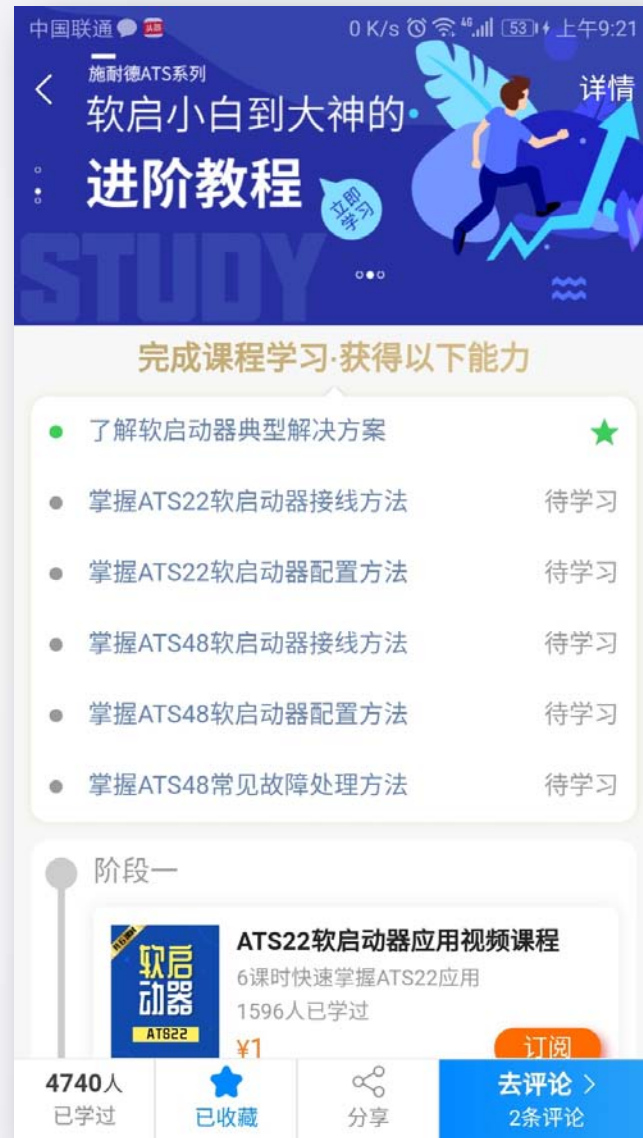 中国联通 头条 0 K/s 4G 53 上午9:21
施耐德ATS系列
详情
软启小白到大神的
进阶教程
立即
学习
STUDY
完成课程学习·获得以下能力
了解软启动器典型解决方案
掌握ATS22软启动器接线方法 待学习
掌握ATS22软启动器配置方法 待学习
掌握ATS48软启动器接线方法 待学习
掌握ATS48软启动器配置方法 待学习
掌握ATS48常见故障处理方法 待学习
阶段一
共6课时
软启
动器
ATS22
ATS22软启动器应用视频课程
6课时快速掌握ATS22应用
1596人已学过
¥1 订阅
4740人
已学过
已收藏
分享
去评论
2条评论